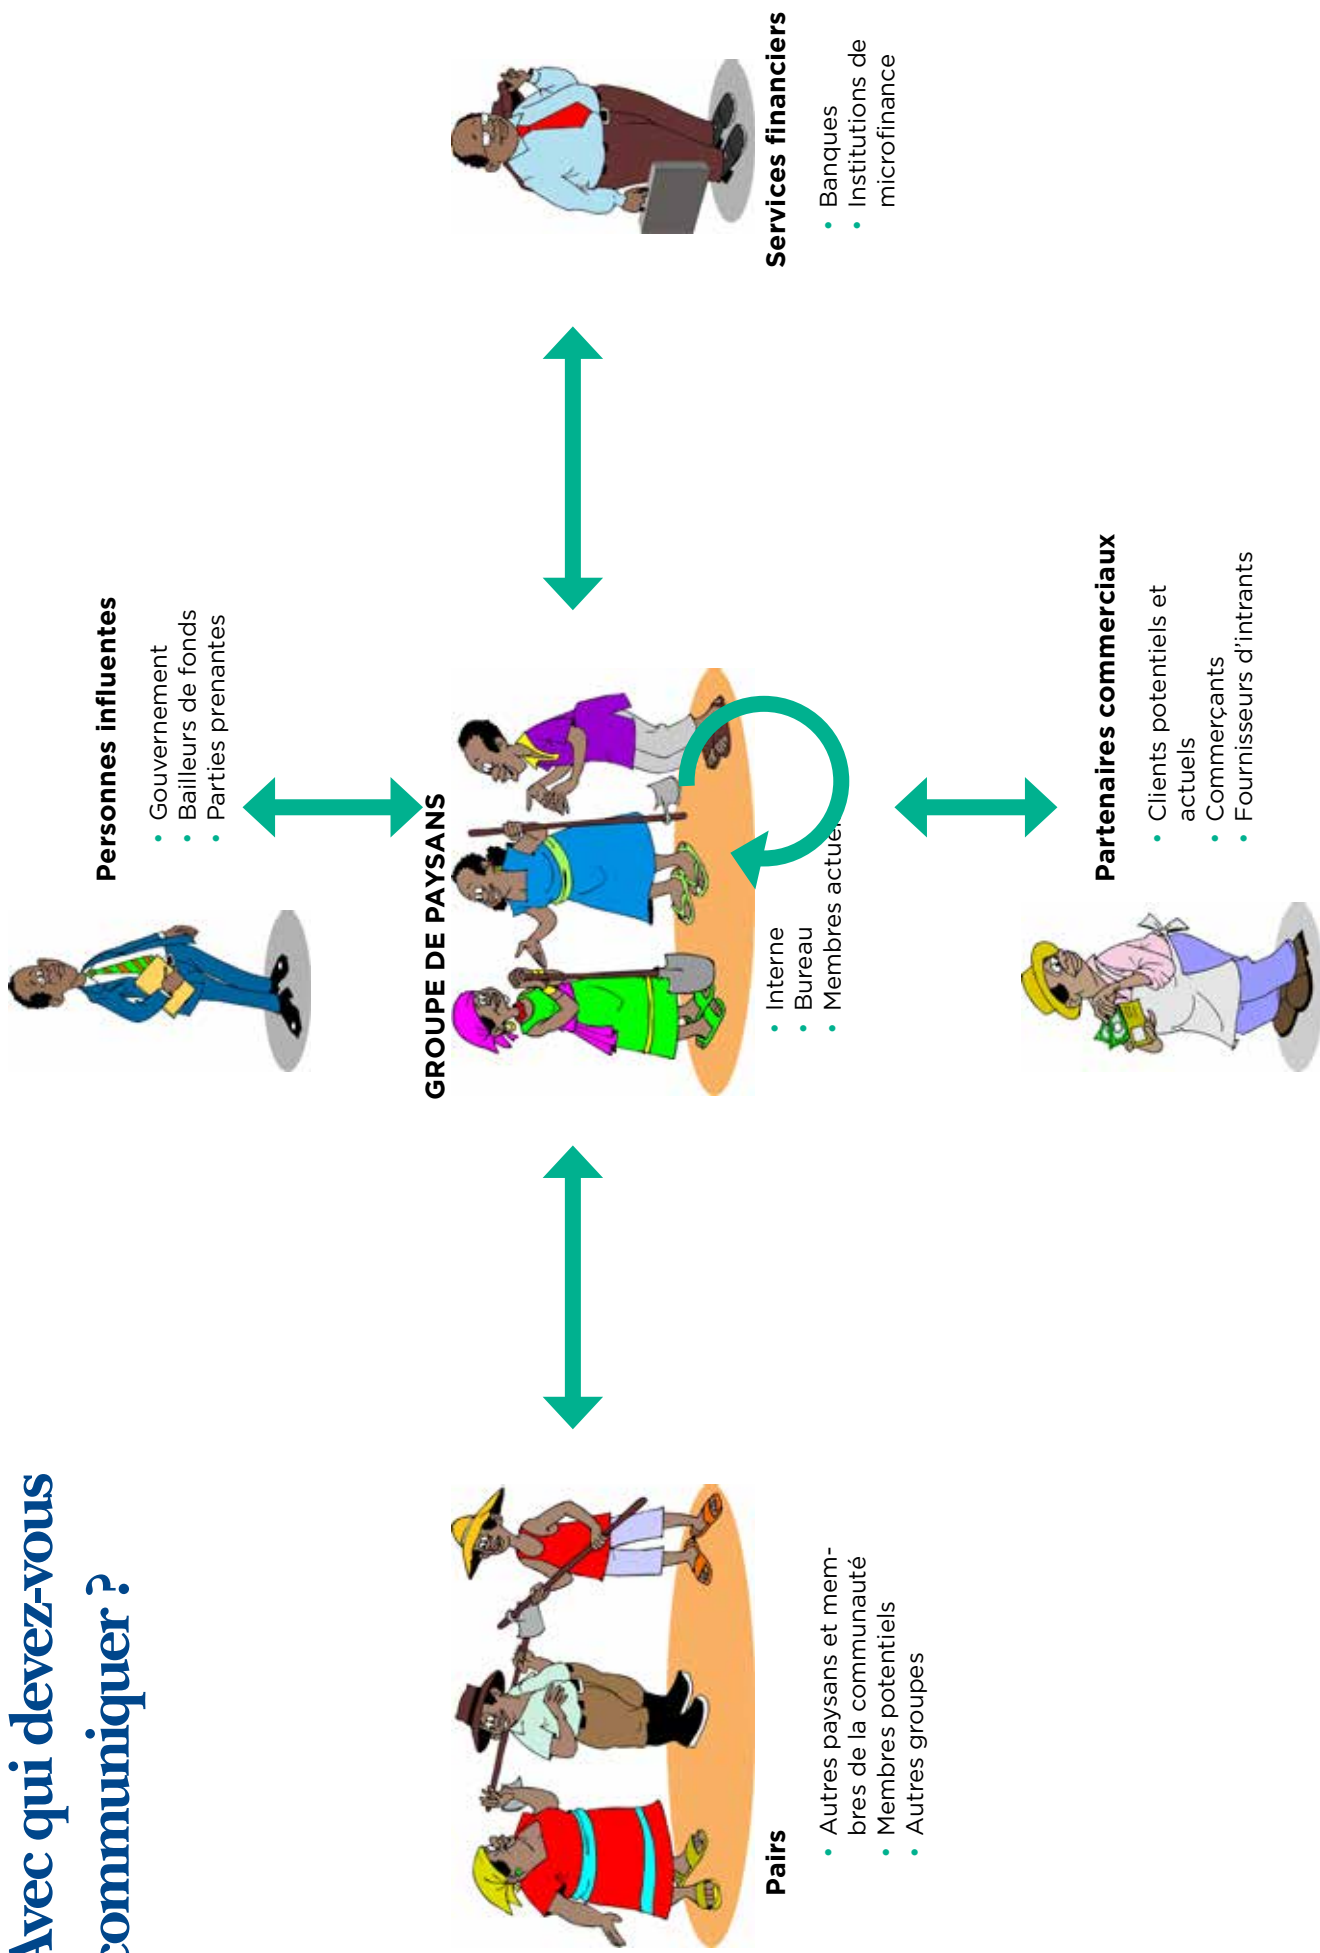 Avec qui devez-vous
communiquer ?
Personnes influentes
• Gouvernement
• Bailleurs de fonds
• Parties prenantes
GROUPE DE PAYSANS
• Interne
• Bureau
• Membres actuel
Pairs
• Autres paysans et mem-
bres de la communauté
• Membres potentiels
• Autres groupes
Services financiers
• Banques
• Institutions de
microfinance
Partenaires commerciaux
• Clients potentiels et
actuels
• Commerçants
• Fournisseurs d'intrants